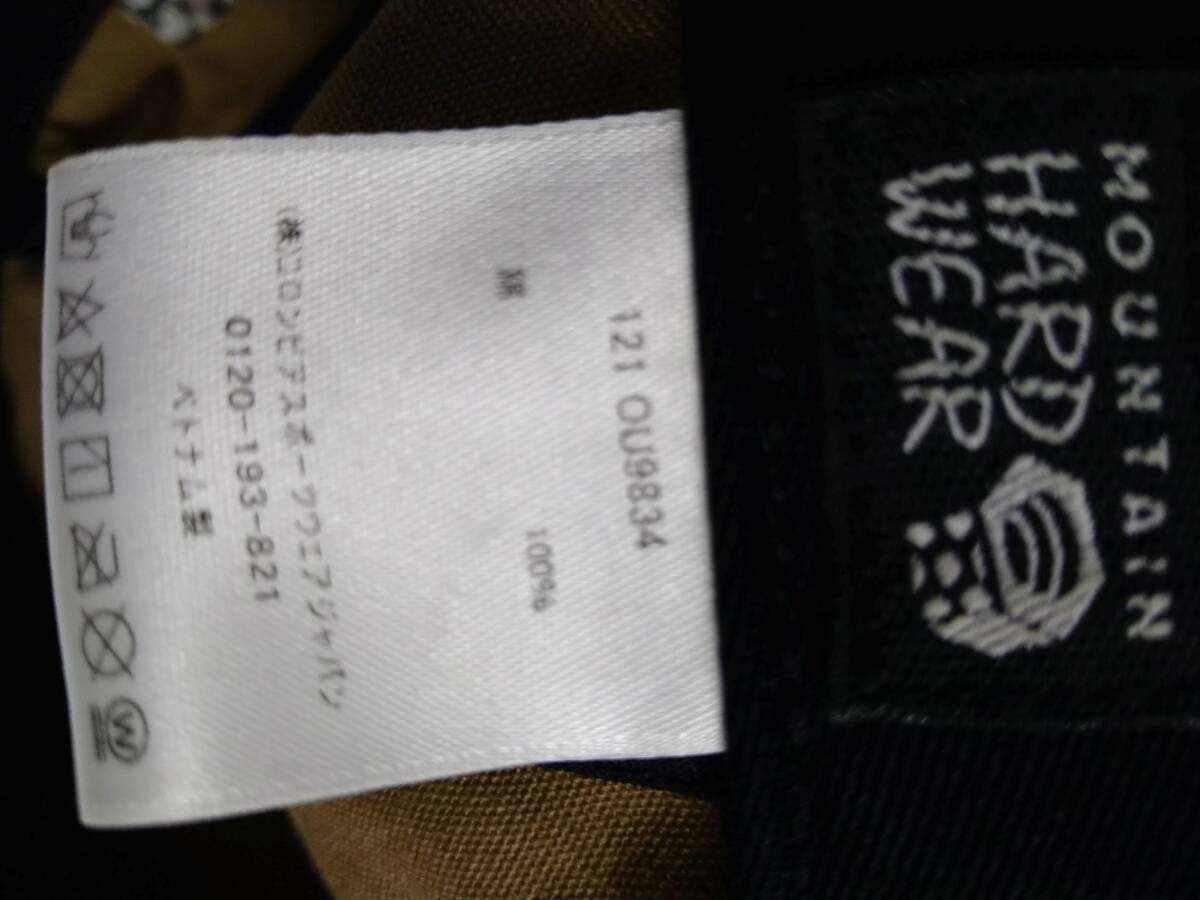 MOUNTAIN
HARD
WEAR
121 OU9834
綿 100%
(株)コロンビアスポーツウェアジャパン
0120-193-821
ベトナム製
W